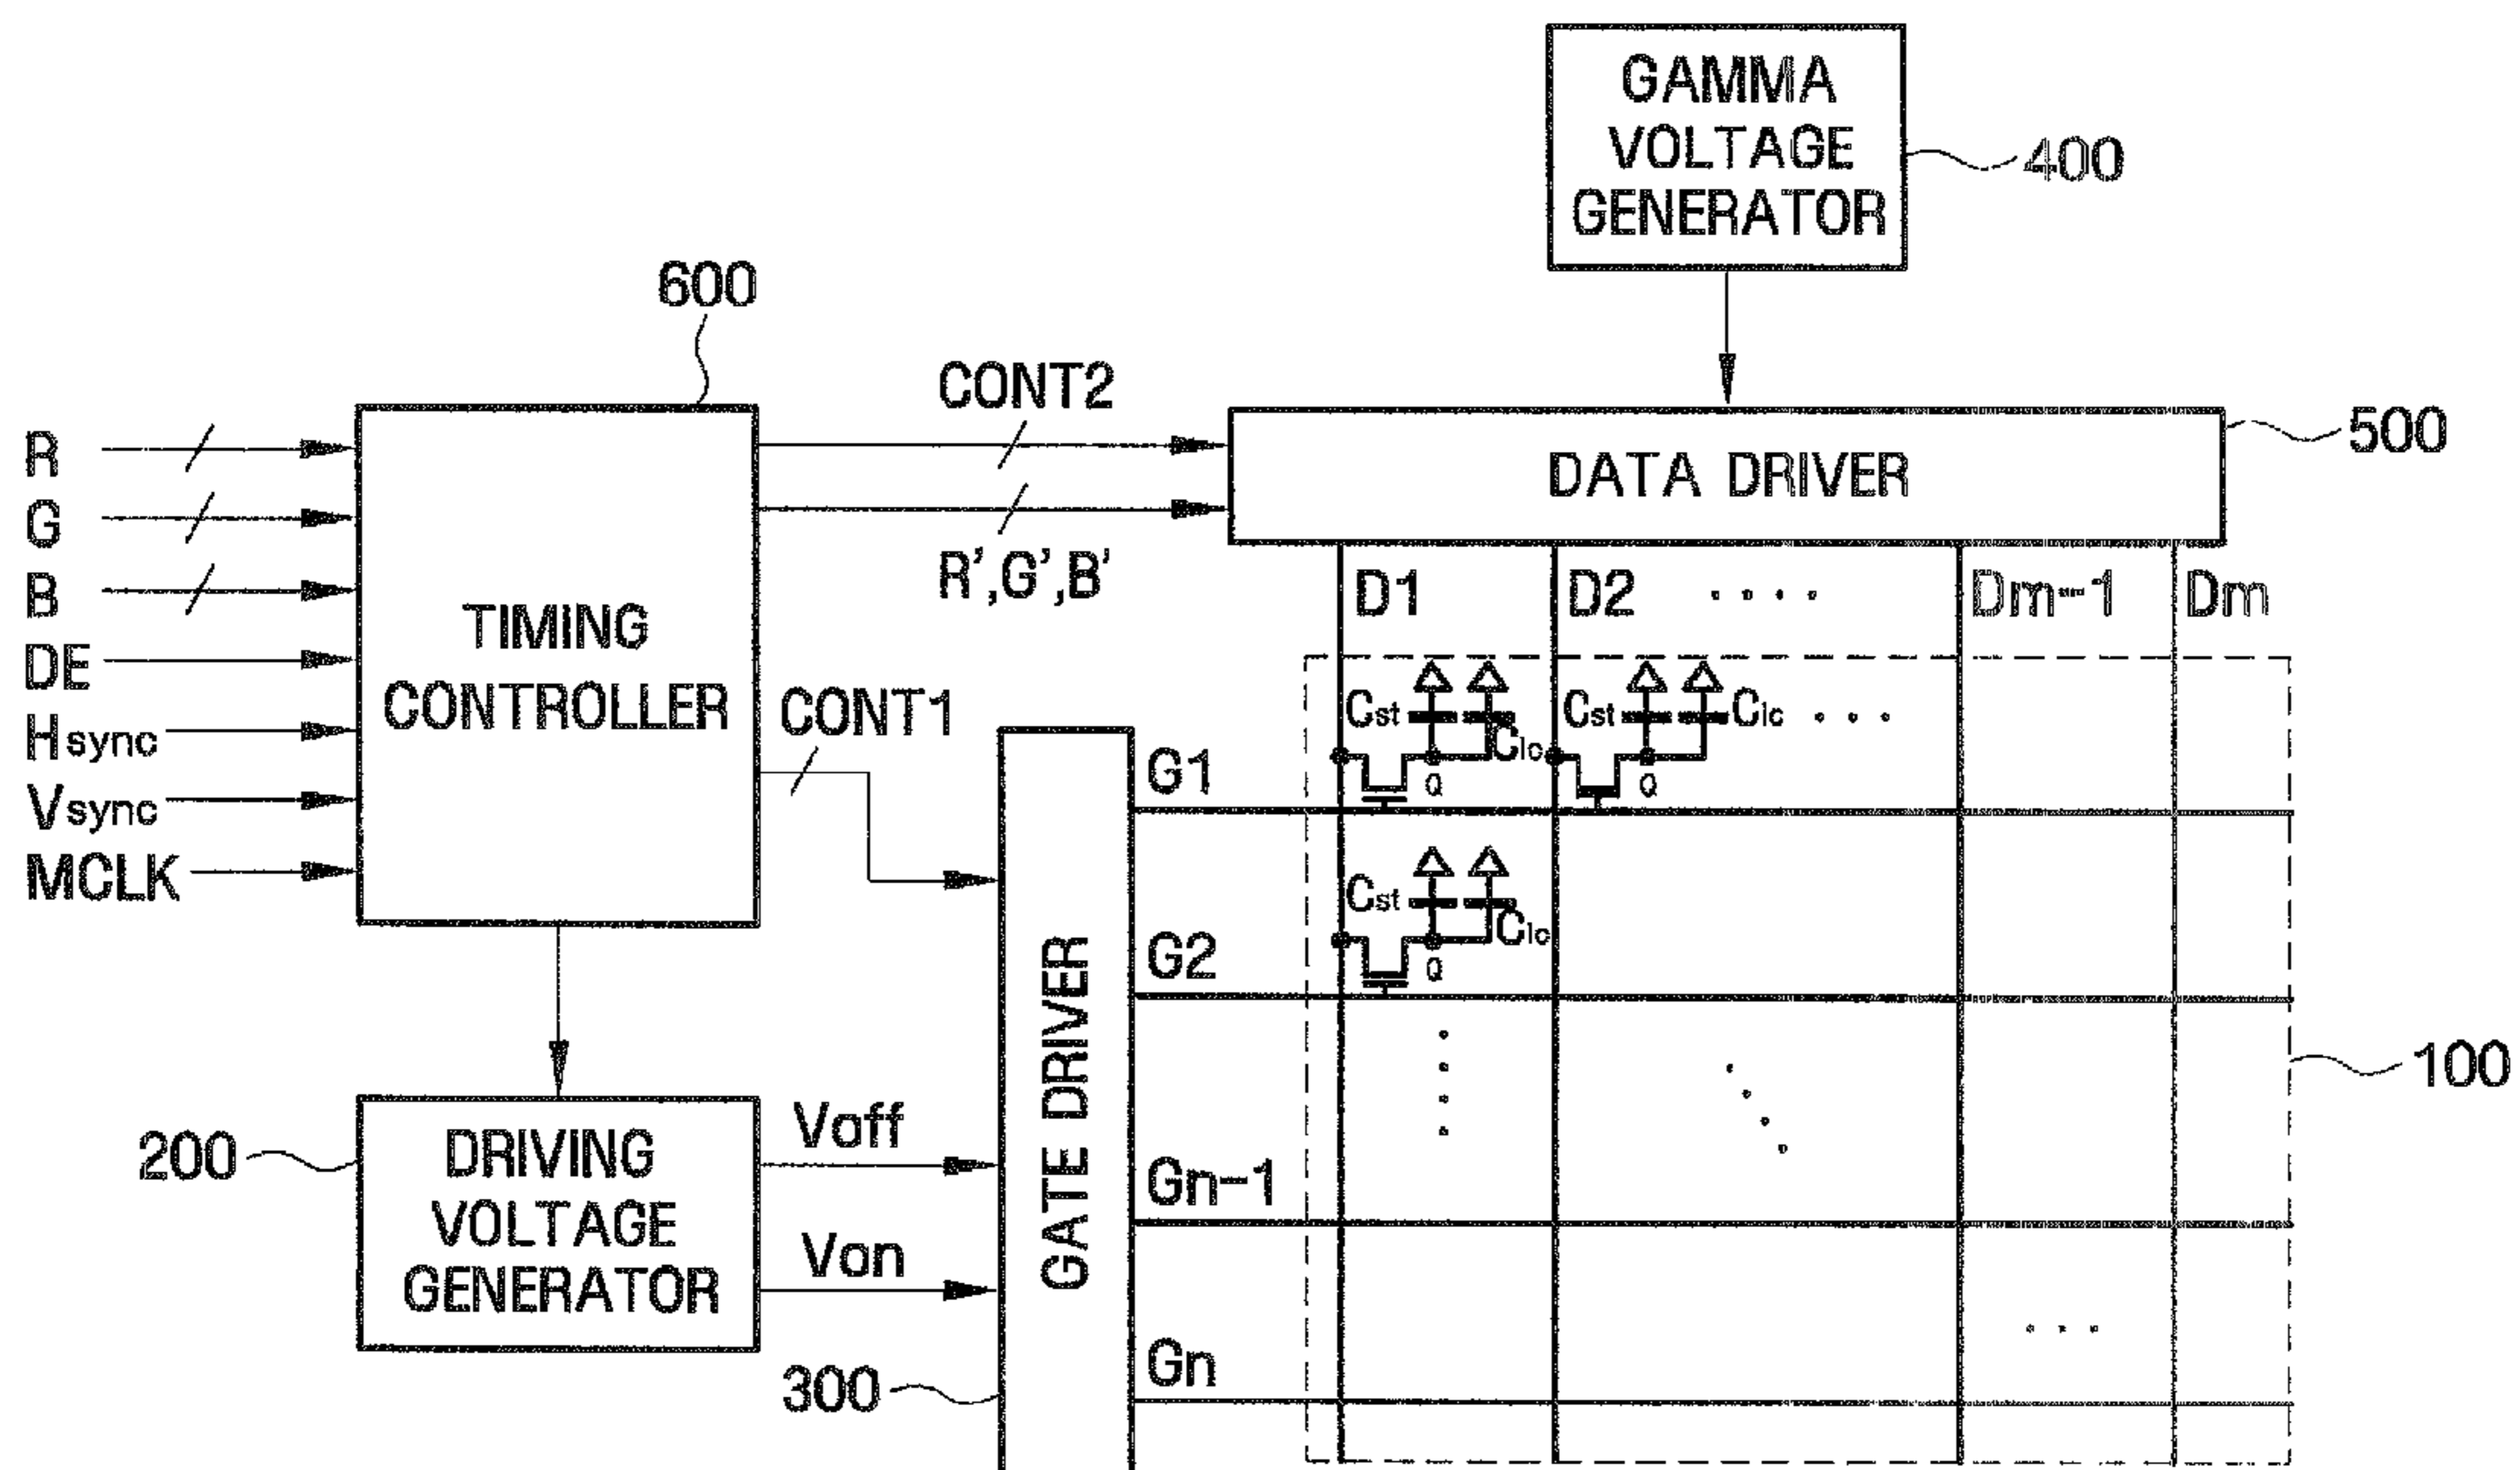 GAMMA
VOLTAGE
GENERATOR
400
600
CONT2
R
G
B
DE
Hsync
Vsync
MCLK
TIMING
CONTROLLER
DATA DRIVER
500
R',G',B'
D1
D2
....
Dm-1
Dm
CONT1
Cst
Clc
Cst
Clc
...
G1
Q
Q
Cst
Clc
G2
Q
GATE DRIVER
100
200
DRIVING
VOLTAGE
GENERATOR
Voff
Von
Gn-1
Gn
...
300